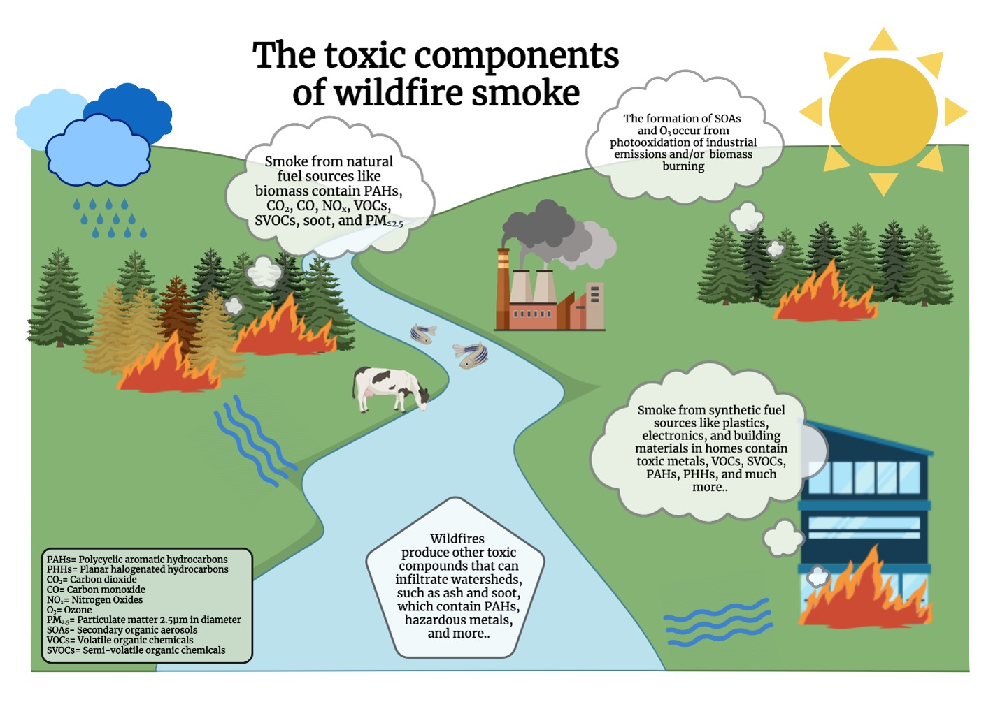 The toxic components
of wildfire smoke
Smoke from natural
fuel sources like
biomass contain PAHs,
CO₂, CO, NOₓ, VOCs,
SVOCs, soot, and PM≤2.5
The formation of SOAs
and O₃ occur from
photooxidation of industrial
emissions and/or biomass
burning
Smoke from synthetic fuel
sources like plastics,
electronics, and building
materials in homes contain
toxic metals, VOCs, SVOCs,
PAHs, PHHs, and much
more..
Wildfires
produce other toxic
compounds that can
infiltrate watersheds,
such as ash and soot,
which contain PAHs,
hazardous metals,
and more..
PAHs= Polycyclic aromatic hydrocarbons
PHHs= Planar halogenated hydrocarbons
CO₂= Carbon dioxide
CO= Carbon monoxide
NOₓ= Nitrogen Oxides
O₃= Ozone
PM₂.₅= Particulate matter 2.5µm in diameter
SOAs- Secondary organic aerosols
VOCs= Volatile organic chemicals
SVOCs= Semi-volatile organic chemicals